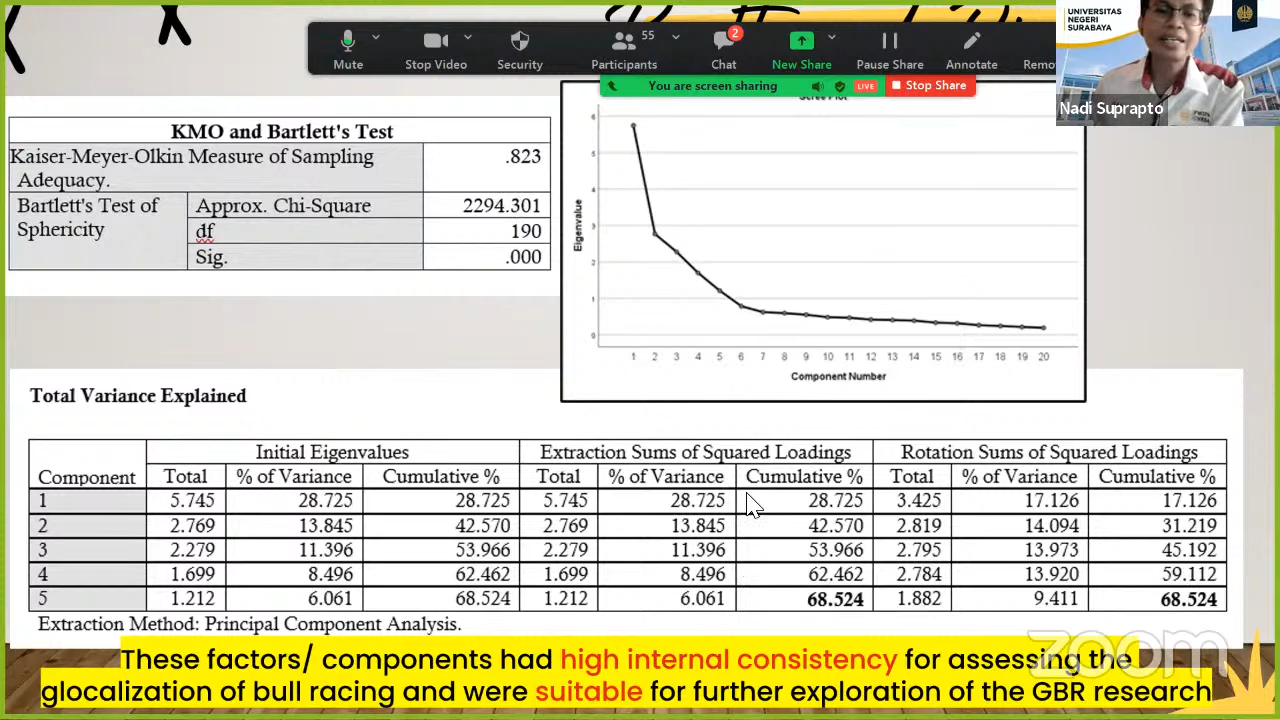 Mute
Stop Video
Security
55
Participants
2
Chat
New Share
Pause Share
Annotate
You are screen sharing
LIVE
Stop Share
UNIVERSITAS
NEGERI
SURABAYA
Nadi Suprapto
KMO and Bartlett's Test
Kaiser-Meyer-Olkin Measure of Sampling Adequacy. .823
Bartlett's Test of Sphericity Approx. Chi-Square 2294.301
df 190
Sig. .000
Eigenvalue
6
5
4
3
2
1
0
1 2 3 4 5 6 7 8 9 10 11 12 13 14 15 16 17 18 19 20
Component Number
Total Variance Explained
Component Initial Eigenvalues Extraction Sums of Squared Loadings Rotation Sums of Squared Loadings
Total % of Variance Cumulative % Total % of Variance Cumulative % Total % of Variance Cumulative %
1 5.745 28.725 28.725 5.745 28.725 28.725 3.425 17.126 17.126
2 2.769 13.845 42.570 2.769 13.845 42.570 2.819 14.094 31.219
3 2.279 11.396 53.966 2.279 11.396 53.966 2.795 13.973 45.192
4 1.699 8.496 62.462 1.699 8.496 62.462 2.784 13.920 59.112
5 1.212 6.061 68.524 1.212 6.061 68.524 1.882 9.411 68.524
Extraction Method: Principal Component Analysis.
zoom
These factors/ components had high internal consistency for assessing the
glocalization of bull racing and were suitable for further exploration of the GBR research